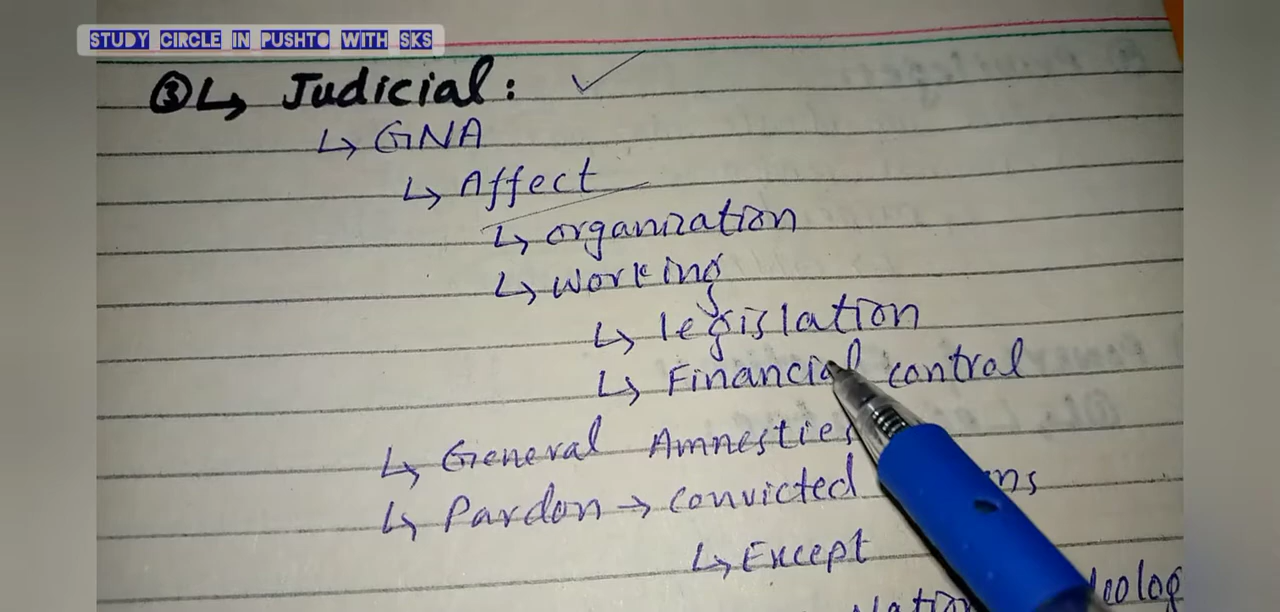 STUDY CIRCLE IN PUSHTO WITH SKS
③↳ Judicial:
↳ GNA
↳ Affect
↳ organization
↳ working
↳ legislation
↳ Financial control
↳ General Amnesties
↳ Pardon → convicted
↳ Except